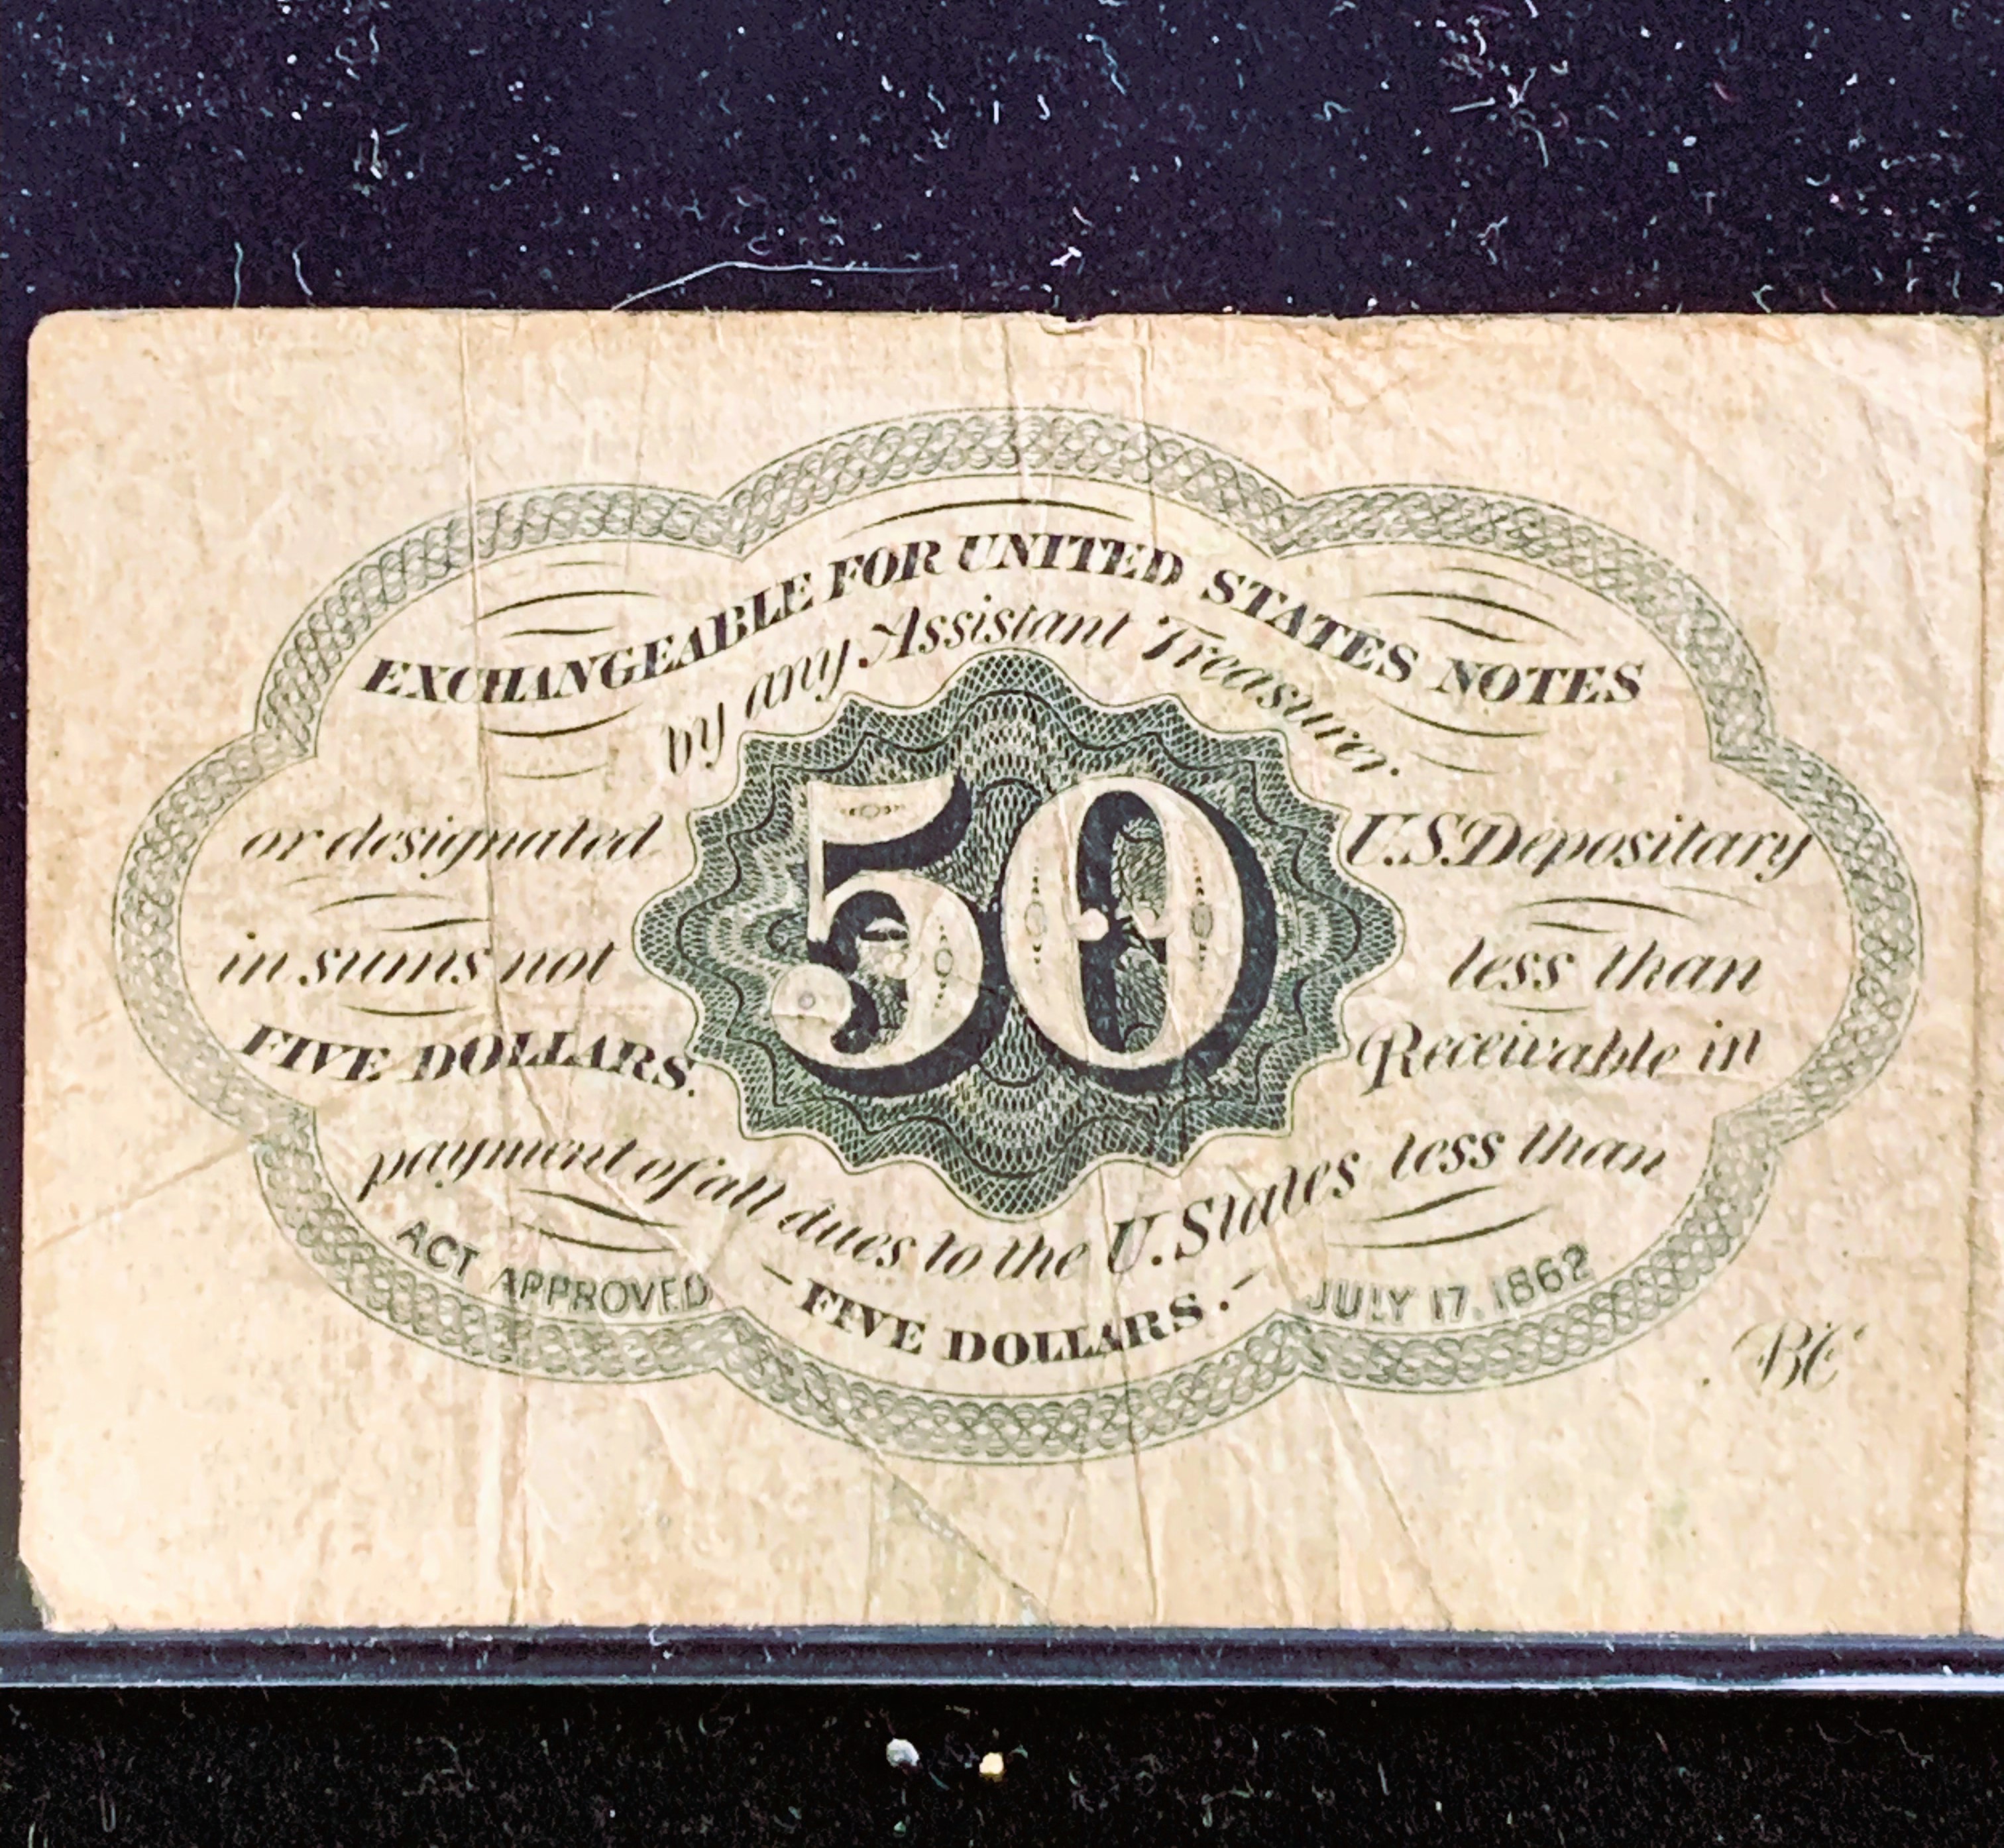 EXCHANGEABLE FOR UNITED STATES NOTES
by any Assistant Treasurer.
or designated U.S. Depositary
in sums not less than
FIVE DOLLARS. Receivable in
payment of all dues to the U. States less than
FIVE DOLLARS.
ACT APPROVED JULY 17. 1862
50